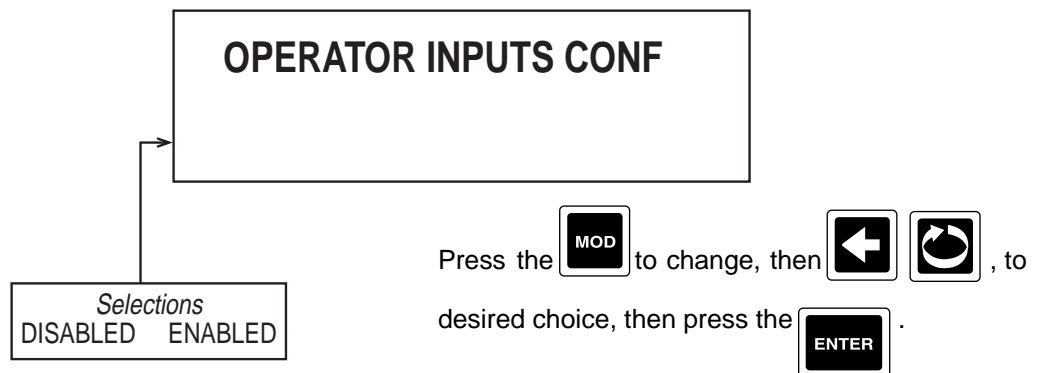 OPERATOR INPUTS CONF
Press the MOD to change, then , to
desired choice, then press the ENTER .
Selections
DISABLED ENABLED